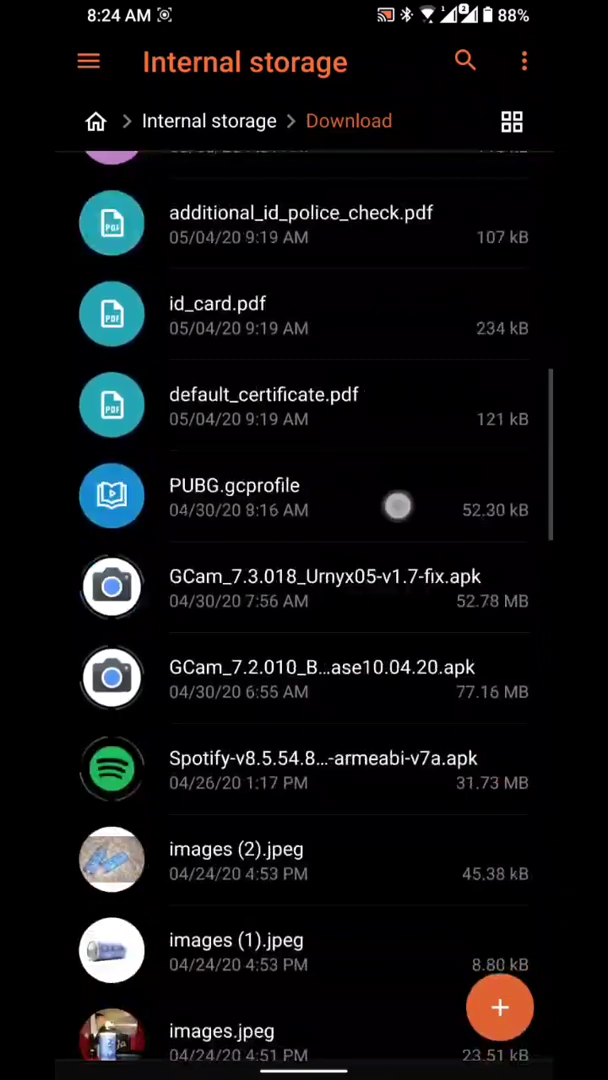 8:24 AM
2
88%
Internal storage
Internal storage
Download
additional_id_police_check.pdf
05/04/20 9:19 AM
107 kB
PDF
id_card.pdf
05/04/20 9:19 AM
234 kB
PDF
default_certificate.pdf
05/04/20 9:19 AM
121 kB
PDF
PUBG.gcprofile
04/30/20 8:16 AM
52.30 kB
GCam_7.3.018_Urnyx05-v1.7-fix.apk
04/30/20 7:56 AM
52.78 MB
GCam_7.2.010_B...ase10.04.20.apk
04/30/20 6:55 AM
77.16 MB
Spotify-v8.5.54.8...-armeabi-v7a.apk
04/26/20 1:17 PM
31.73 MB
images (2).jpeg
04/24/20 4:53 PM
45.38 kB
images (1).jpeg
04/24/20 4:53 PM
8.80 kB
images.jpeg
04/24/20 4:51 PM
23.51 kB